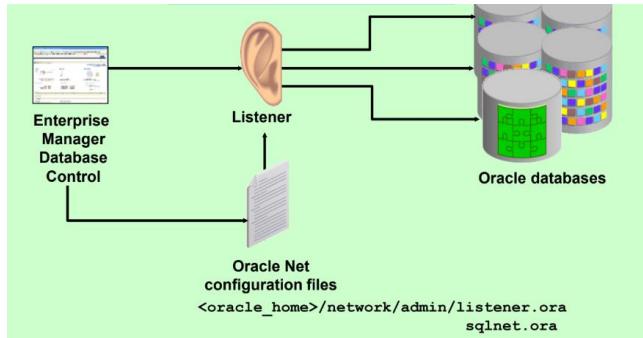 Enterprise
Manager
Database
Control
Listener
Oracle databases
Oracle Net
configuration files
<oracle_home>/network/admin/listener.ora
sqlnet.ora